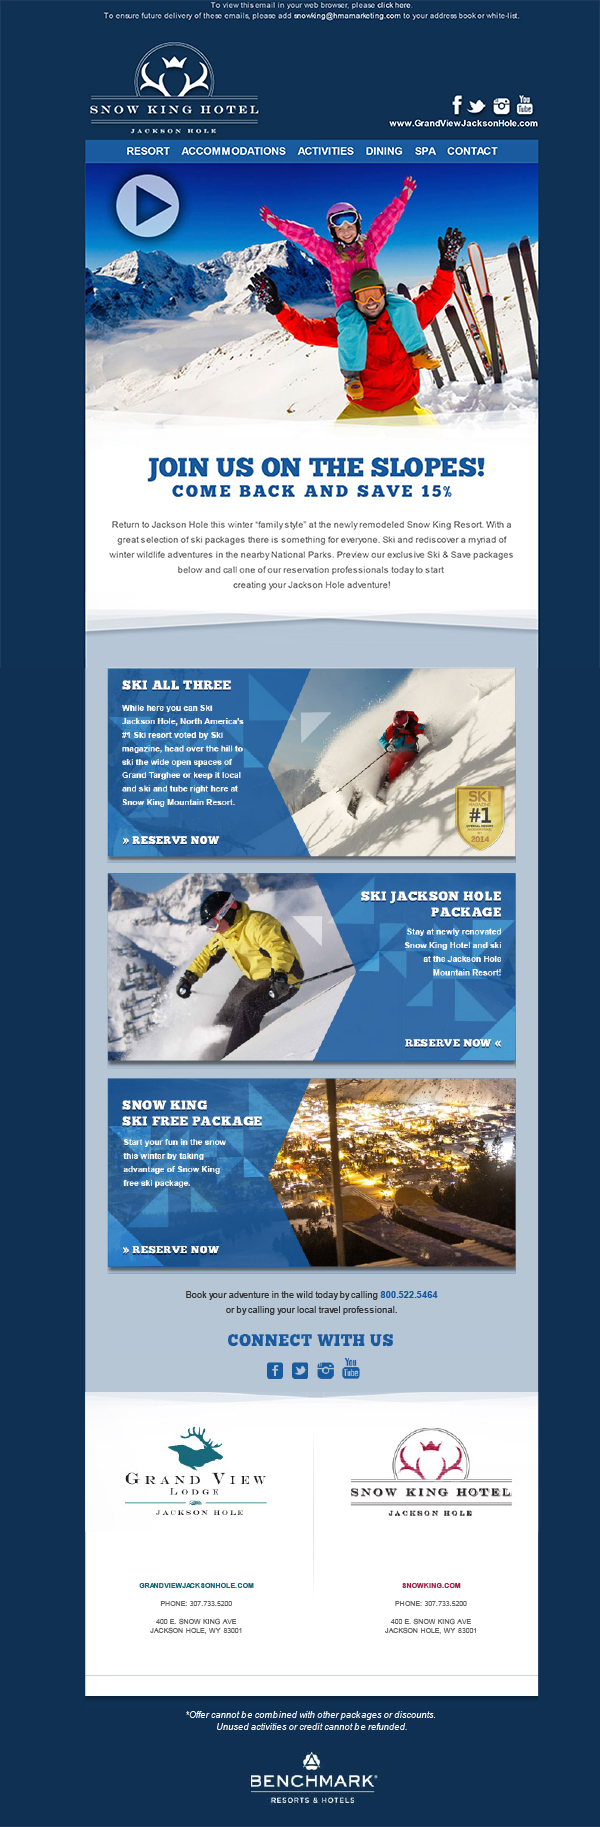 To view this email in your web browser, please click here.
To ensure future delivery of these emails, please add snowking@hmamarketing.com to your address book or white-list.
SNOW KING HOTEL
JACKSON HOLE
You
Tube
www.GrandViewJacksonHole.com
RESORT ACCOMMODATIONS ACTIVITIES DINING SPA CONTACT
JOIN US ON THE SLOPES!
COME BACK AND SAVE 15%
Return to Jackson Hole this winter "family style" at the newly remodeled Snow King Resort. With a
great selection of ski packages there is something for everyone. Ski and rediscover a myriad of
winter wildlife adventures in the nearby National Parks. Preview our exclusive Ski & Save packages
below and call one of our reservation professionals today to start
creating your Jackson Hole adventure!
SKI ALL THREE
While here you can Ski
Jackson Hole, North America's
#1 Ski resort voted by Ski
magazine, head over the hill to
ski the wide open spaces of
Grand Targhee or keep it local
and ski and tube right here at
Snow King Mountain Resort.
» RESERVE NOW
SKI
#1
2014
SKI JACKSON HOLE
PACKAGE
Stay at newly renovated
Snow King Hotel and ski
at the Jackson Hole
Mountain Resort!
RESERVE NOW «
SNOW KING
SKI FREE PACKAGE
Start your fun in the snow
this winter by taking
advantage of Snow King
free ski package.
» RESERVE NOW
Book your adventure in the wild today by calling 800.522.5464
or by calling your local travel professional.
CONNECT WITH US
You
Tube
GRAND VIEW
LODGE
JACKSON HOLE
SNOW KING HOTEL
JACKSON HOLE
GRANDVIEWJACKSONHOLE.COM
PHONE: 307.733.5200
400 E. SNOW KING AVE
JACKSON HOLE, WY 83001
SNOWKING.COM
PHONE: 307.733.5200
400 E. SNOW KING AVE
JACKSON HOLE, WY 83001
*Offer cannot be combined with other packages or discounts.
Unused activities or credit cannot be refunded.
BENCHMARK®
RESORTS & HOTELS